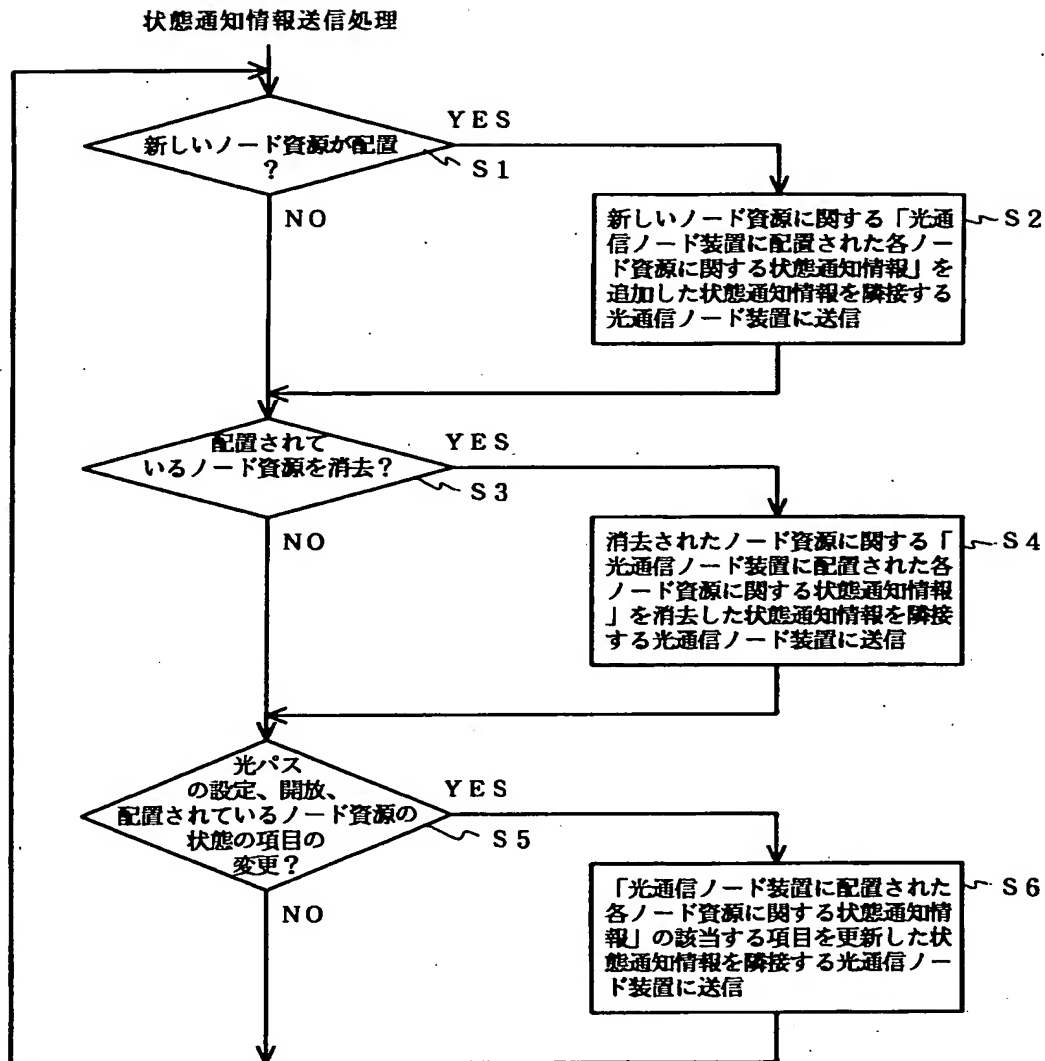 状態通知情報送信処理
新しいノード資源が配置
?
YES
S1
NO
新しいノード資源に関する「光通
信ノード装置に配置された各ノー
ド資源に関する状態通知情報」を
追加した状態通知情報を隣接する
光通信ノード装置に送信
S2
配置されて
いるノード資源を消去?
YES
S3
NO
消去されたノード資源に関する「
光通信ノード装置に配置された各
ノード資源に関する状態通知情報
」を消去した状態通知情報を隣接
する光通信ノード装置に送信
S4
光パス
の設定、開放、
配置されているノード資源の
状態の項目の
変更?
YES
S5
NO
「光通信ノード装置に配置された
各ノード資源に関する状態通知情
報」の該当する項目を更新した状
態通知情報を隣接する光通信ノー
ド装置に送信
S6